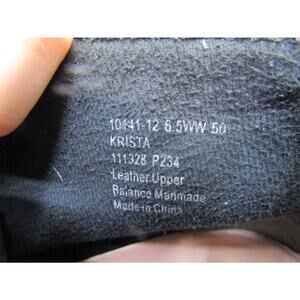 10141-12 6.5WW 50
KRISTA
111328 P234
Leather Upper
Balance Manmade
Made in China